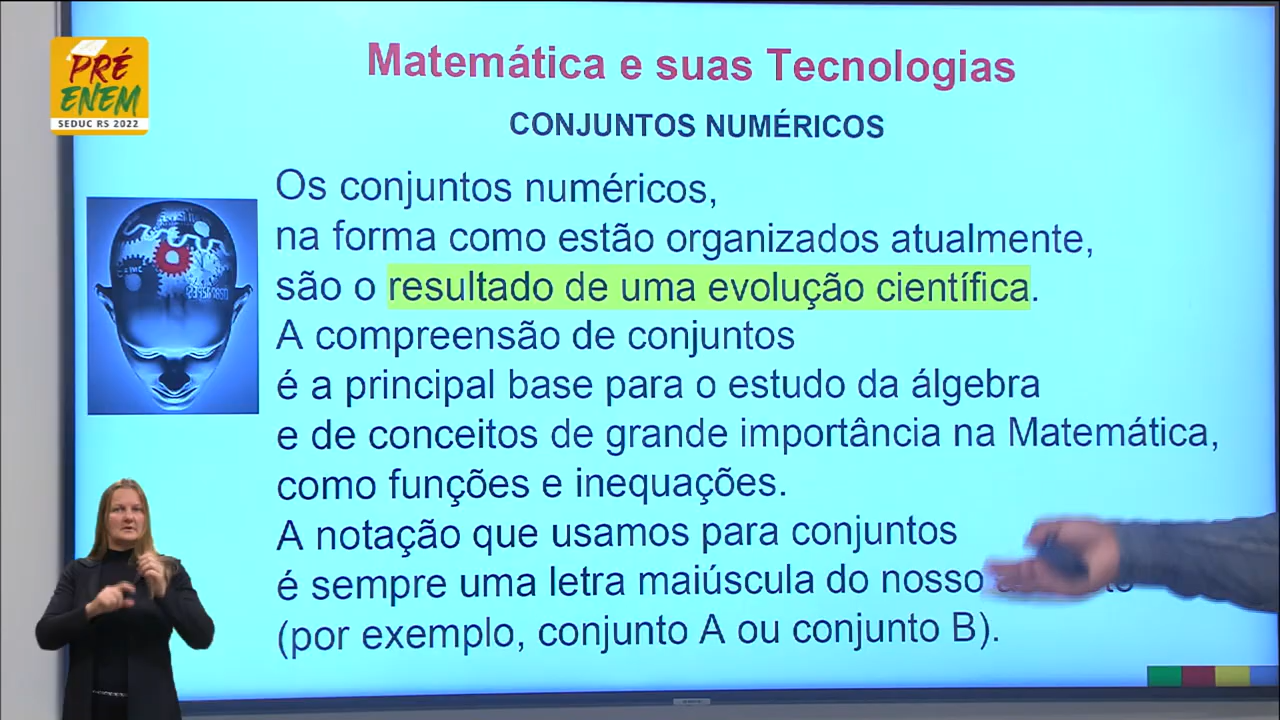 PRÉ
ENEM
SEDUC RS 2022
Matemática e suas Tecnologias
CONJUNTOS NUMÉRICOS
Os conjuntos numéricos,
na forma como estão organizados atualmente,
são o resultado de uma evolução científica.
A compreensão de conjuntos
é a principal base para o estudo da álgebra
e de conceitos de grande importância na Matemática,
como funções e inequações.
A notação que usamos para conjuntos
é sempre uma letra maiúscula do nosso
(por exemplo, conjunto A ou conjunto B).